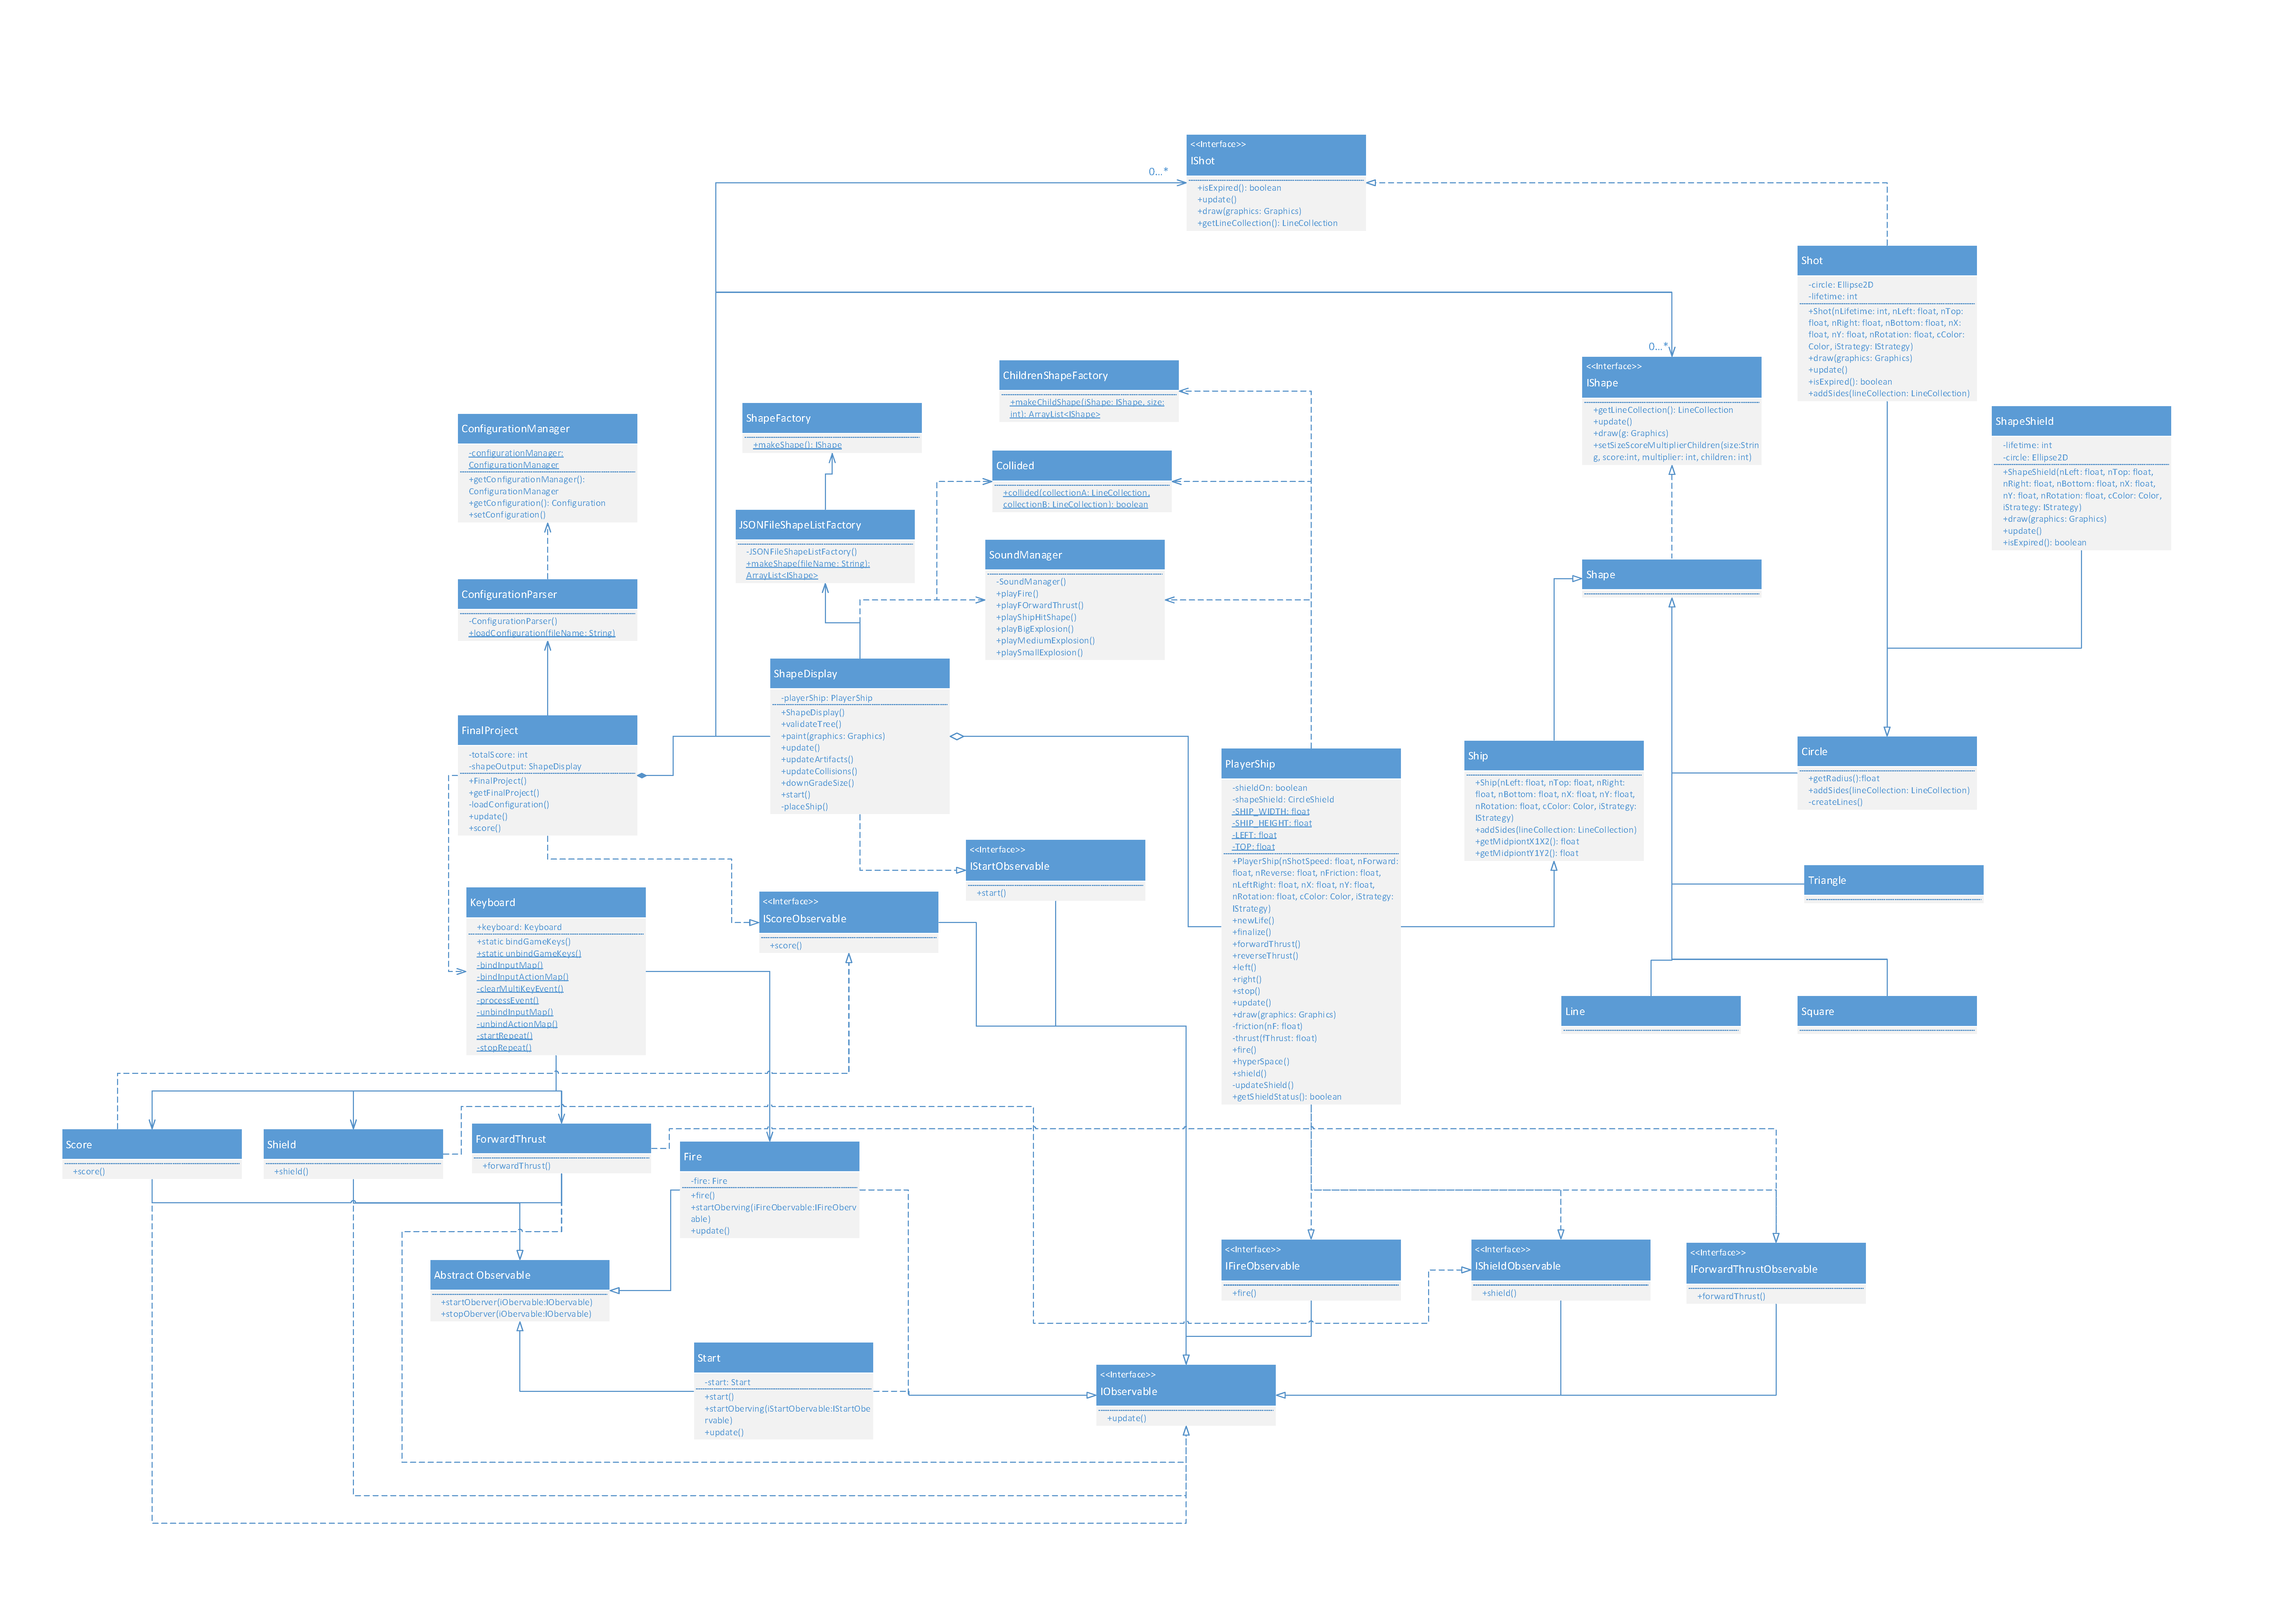 <<Interface>>
IShot
+isExpired(): boolean
+update()
+draw(graphics: Graphics)
+getLineCollection(): LineCollection
0...*
Shot
-circle: Ellipse2D
-lifetime: int
+Shot(nLifetime: int, nLeft: float, nTop:
float, nRight: float, nBottom: float, nX:
float, nY: float, nRotation: float, cColor:
Color, iStrategy: IStrategy)
+draw(graphics: Graphics)
+update()
+isExpired(): boolean
+addSides(lineCollection: LineCollection)
0...*
<<Interface>>
IShape
+getLineCollection(): LineCollection
+update()
+draw(g: Graphics)
+setSizeScoreMultiplierChildren(size:Strin
g, score:int, multiplier: int, children: int)
ChildrenShapeFactory
+makeChildShape(iShape: IShape, size:
int): ArrayList<IShape>
ShapeFactory
+makeShape(): IShape
ShapeShield
-lifetime: int
-circle: Ellipse2D
+ShapeShield(nLeft: float, nTop: float,
nRight: float, nBottom: float, nX: float,
nY: float, nRotation: float, cColor: Color,
iStrategy: IStrategy)
+draw(graphics: Graphics)
+update()
+isExpired(): boolean
ConfigurationManager
-configurationManager:
ConfigurationManager
+getConfigurationManager():
ConfigurationManager
+getConfiguration(): Configuration
+setConfiguration()
Collided
+collided(collectionA: LineCollection,
collectionB: LineCollection): boolean
JSONFileShapeListFactory
-JSONFileShapeListFactory()
+makeShape(fileName: String):
ArrayList<IShape>
SoundManager
-SoundManager()
+playFire()
+playFOrwardThrust()
+playShipHitShape()
+playBigExplosion()
+playMediumExplosion()
+playSmallExplosion()
Shape
ConfigurationParser
-ConfigurationParser()
+loadConfiguration(fileName: String)
ShapeDisplay
-playerShip: PlayerShip
+ShapeDisplay()
+validateTree()
+paint(graphics: Graphics)
+update()
+updateArtifacts()
+updateCollisions()
+downGradeSize()
+start()
-placeShip()
FinalProject
-totalScore: int
-shapeOutput: ShapeDisplay
+FinalProject()
+getFinalProject()
-loadConfiguration()
+update()
+score()
PlayerShip
-shieldOn: boolean
-shapeShield: CircleShield
-SHIP_WIDTH: float
-SHIP_HEIGHT: float
-LEFT: float
-TOP: float
+PlayerShip(nShotSpeed: float, nForward:
float, nReverse: float, nFriction: float,
nLeftRight: float, nX: float, nY: float,
nRotation: float, cColor: Color, iStrategy:
IStrategy)
+newLife()
+finalize()
+forwardThrust()
+reverseThrust()
+left()
+right()
+stop()
+update()
+draw(graphics: Graphics)
-friction(nF: float)
-thrust(fThrust: float)
+fire()
+hyperSpace()
+shield()
-updateShield()
+getShieldStatus(): boolean
Ship
+Ship(nLeft: float, nTop: float, nRight:
float, nBottom: float, nX: float, nY: float,
nRotation: float, cColor: Color, iStrategy:
IStrategy)
+addSides(lineCollection: LineCollection)
+getMidpiontX1X2(): float
+getMidpiontY1Y2(): float
Circle
+getRadius():float
+addSides(lineCollection: LineCollection)
-createLines()
<<Interface>>
IStartObservable
+start()
Triangle
Keyboard
+keyboard: Keyboard
+static bindGameKeys()
+static unbindGameKeys()
-bindInputMap()
-bindInputActionMap()
-clearMultiKeyEvent()
-processEvent()
-unbindInputMap()
-unbindActionMap()
-startRepeat()
-stopRepeat()
<<Interface>>
IScoreObservable
+score()
Line
Square
Score
+score()
Shield
+shield()
ForwardThrust
+forwardThrust()
Fire
-fire: Fire
+fire()
+startOberving(iFireObervable:IFireOberv
able)
+update()
<<Interface>>
IFireObservable
+fire()
<<Interface>>
IShieldObservable
+shield()
<<Interface>>
IForwardThrustObservable
+forwardThrust()
Abstract Observable
+startOberver(iObervable:IObervable)
+stopOberver(iObervable:IObervable)
Start
-start: Start
+start()
+startOberving(iStartObervable:IStartObe
rvable)
+update()
<<Interface>>
IObservable
+update()